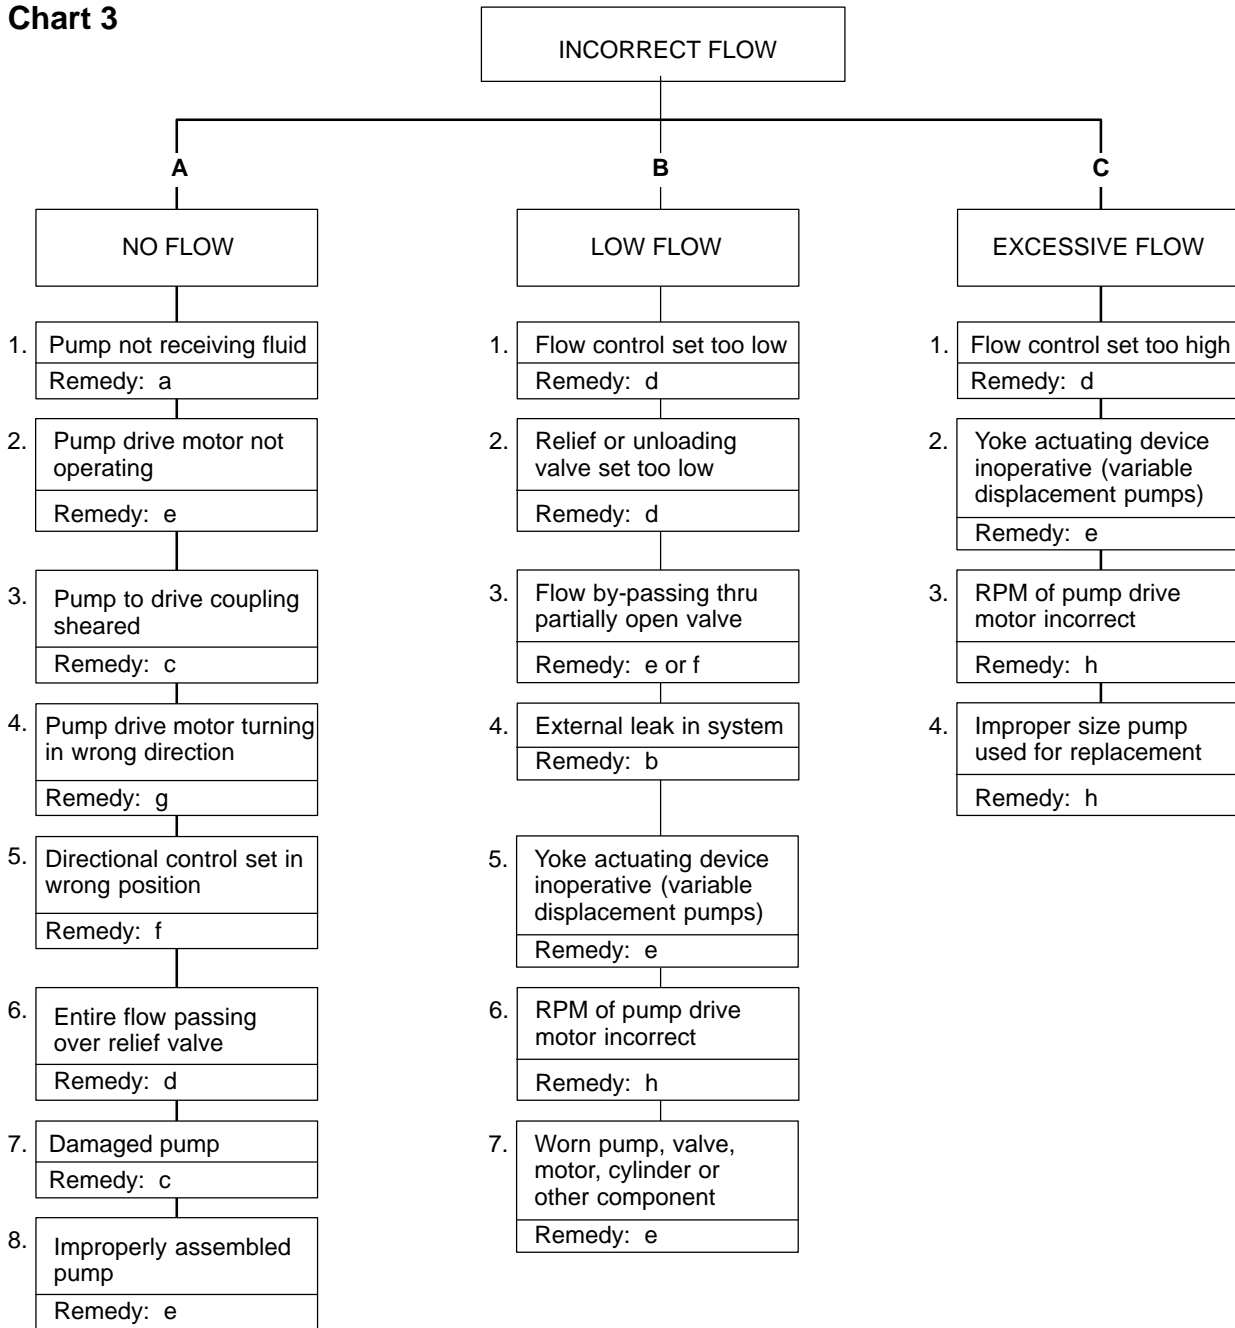 Chart 3
INCORRECT FLOW
A
NO FLOW
1. Pump not receiving fluid
Remedy: a
2. Pump drive motor not
operating
Remedy: e
3. Pump to drive coupling
sheared
Remedy: c
4. Pump drive motor turning
in wrong direction
Remedy: g
5. Directional control set in
wrong position
Remedy: f
6. Entire flow passing
over relief valve
Remedy: d
7. Damaged pump
Remedy: c
8. Improperly assembled
pump
Remedy: e
B
LOW FLOW
1. Flow control set too low
Remedy: d
2. Relief or unloading
valve set too low
Remedy: d
3. Flow by-passing thru
partially open valve
Remedy: e or f
4. External leak in system
Remedy: b
5. Yoke actuating device
inoperative (variable
displacement pumps)
Remedy: e
6. RPM of pump drive
motor incorrect
Remedy: h
7. Worn pump, valve,
motor, cylinder or
other component
Remedy: e
C
EXCESSIVE FLOW
1. Flow control set too high
Remedy: d
2. Yoke actuating device
inoperative (variable
displacement pumps)
Remedy: e
3. RPM of pump drive
motor incorrect
Remedy: h
4. Improper size pump
used for replacement
Remedy: h